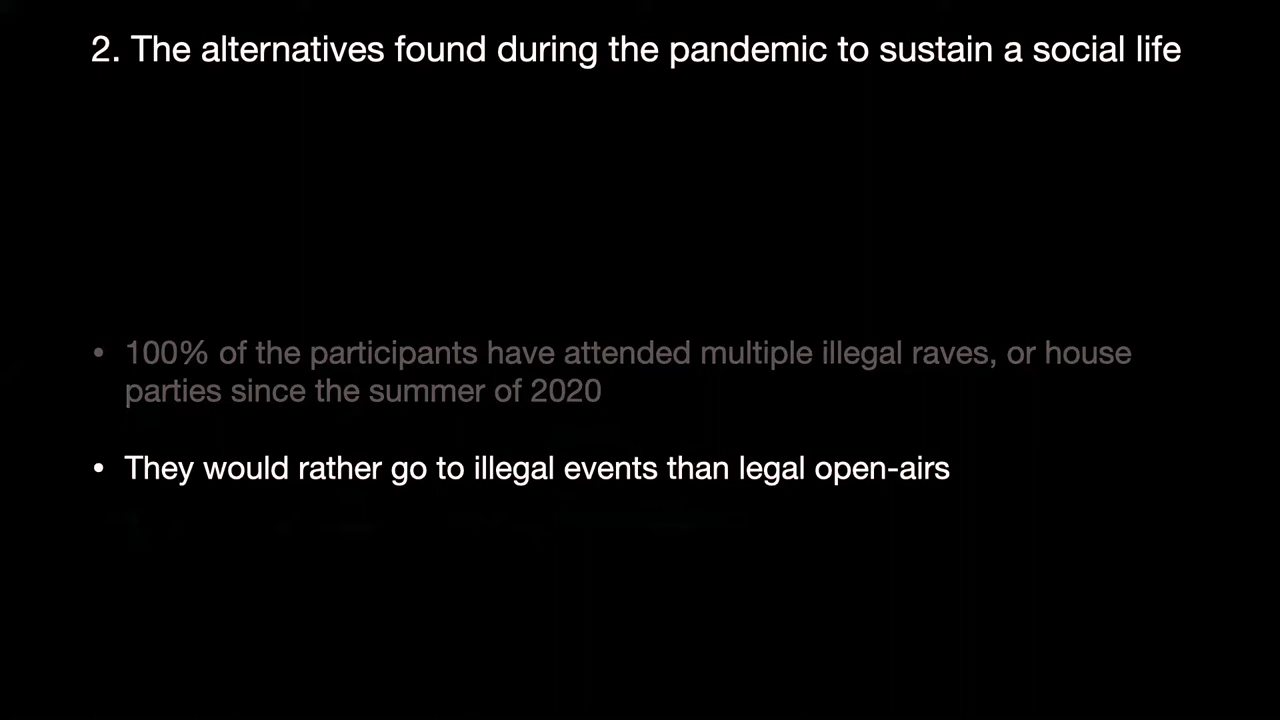 2. The alternatives found during the pandemic to sustain a social life
• 100% of the participants have attended multiple illegal raves, or house
parties since the summer of 2020
• They would rather go to illegal events than legal open-airs